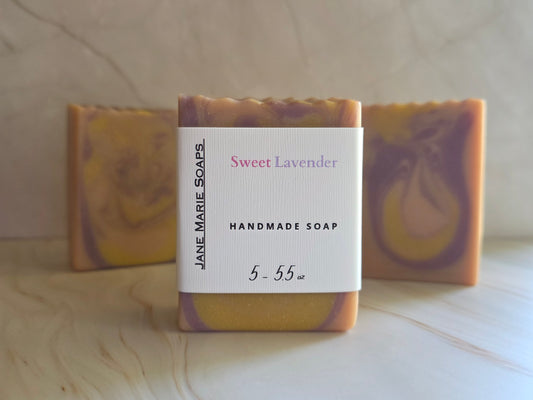 JANE MARIE SOAPS
Sweet Lavender
HANDMADE SOAP
5 - 5.5 oz